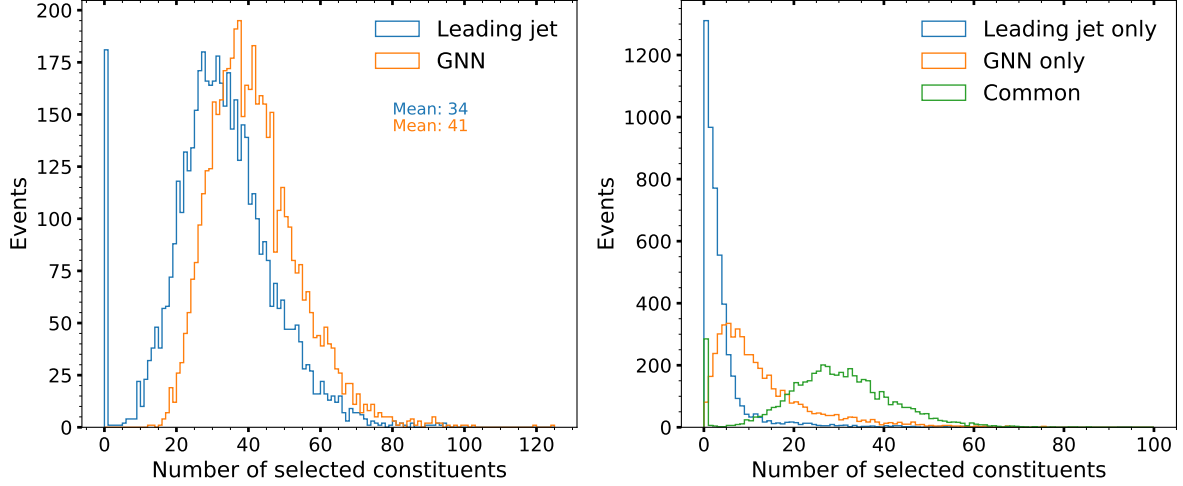 Leading jet
GNN
Mean: 34
Mean: 41
Events
200
175
150
125
100
75
50
25
0
0 20 40 60 80 100 120
Number of selected constituents
Leading jet only
GNN only
Common
Events
1200
1000
800
600
400
200
0
0 20 40 60 80 100
Number of selected constituents